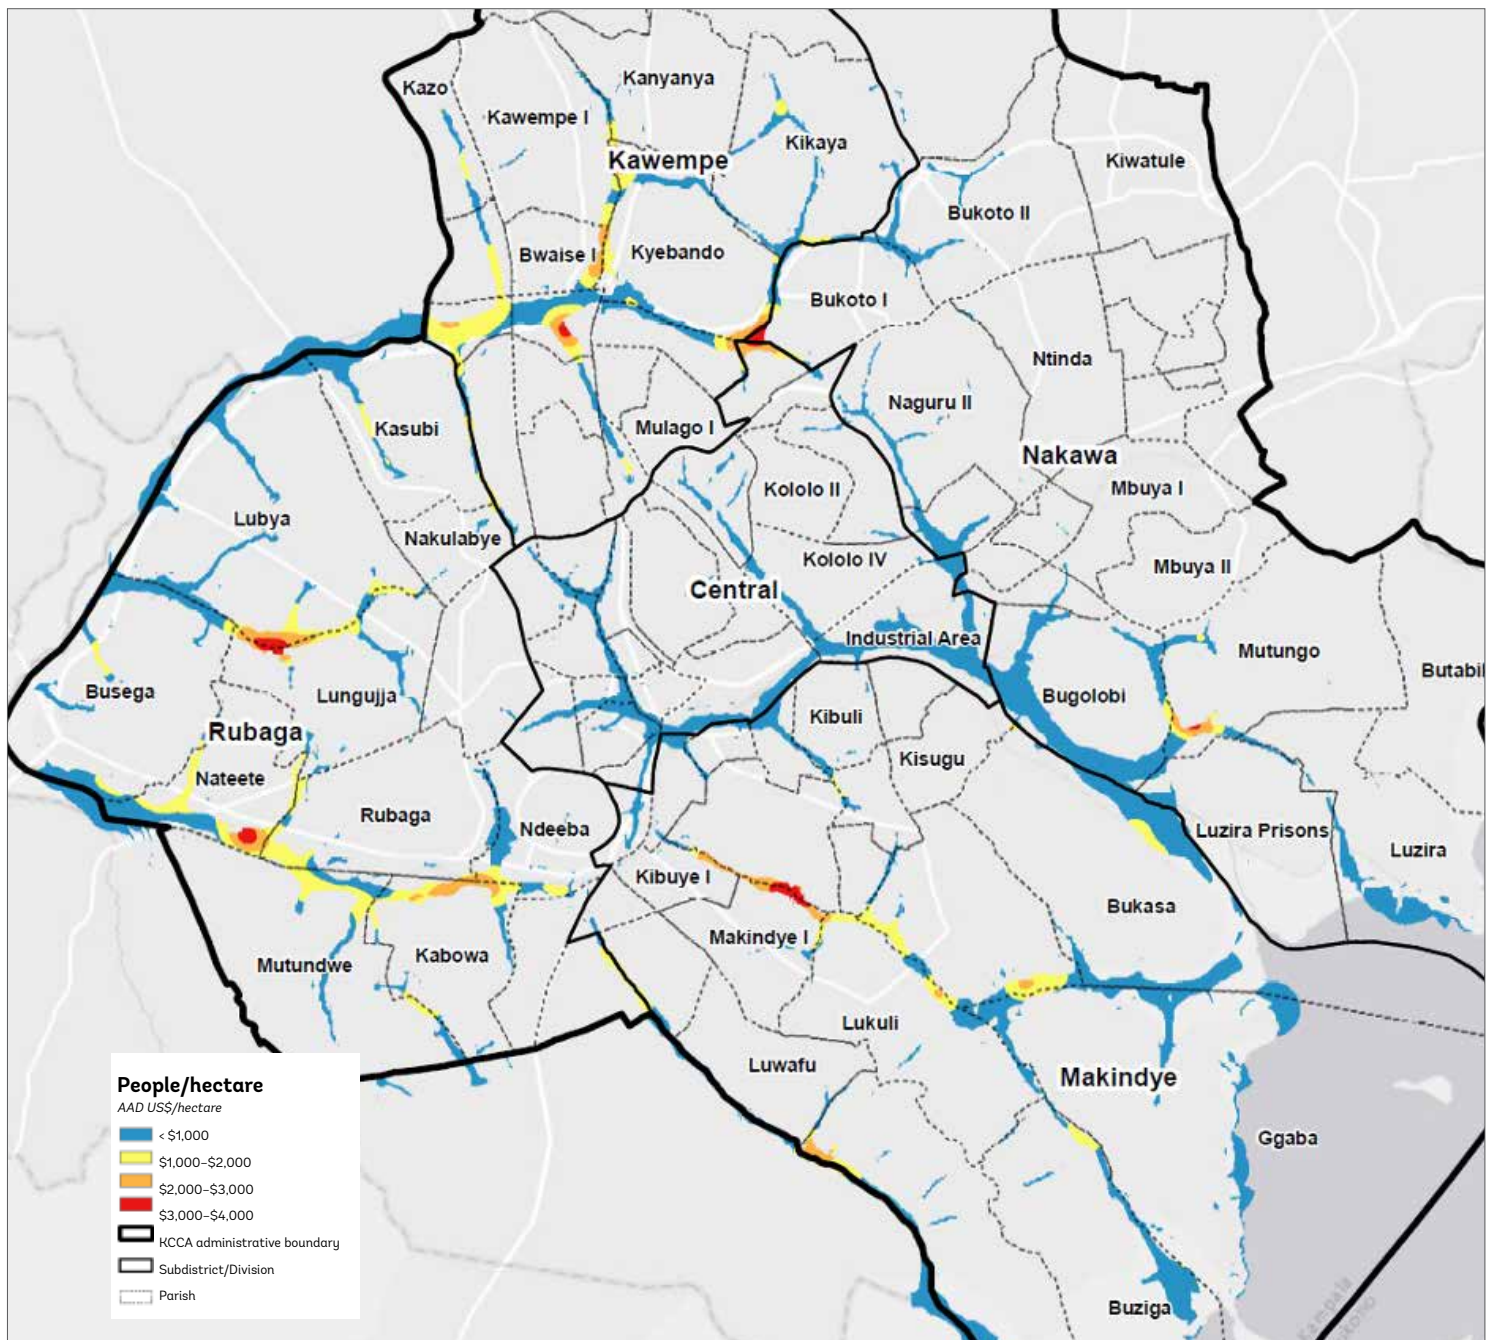 Kanyanya
Kazo
Kawempe I
Kikaya
Kawempe
Kiwatule
Bukoto II
Bwaise I
Kyebando
Bukoto I
Ntinda
Naguru II
Kasubi
Mulago I
Nakawa
Kololo II
Mbuya I
Lubya
Nakulabye
Kololo IV
Mbuya II
Central
Industrial Area
Mutungo
Butabil
Busega
Lungujja
Bugolobi
Kibuli
Rubaga
Kisugu
Nateete
Rubaga
Ndeeba
Luzira Prisons
Luzira
Kibuye I
Bukasa
Makindye I
Kabowa
Mutundwe
Lukuli
Luwafu
Makindye
Ggaba
Buziga
Kampala
People/hectare
AAD US$/hectare
< $1,000
$1,000–$2,000
$2,000–$3,000
$3,000–$4,000
KCCA administrative boundary
Subdistrict/Division
Parish